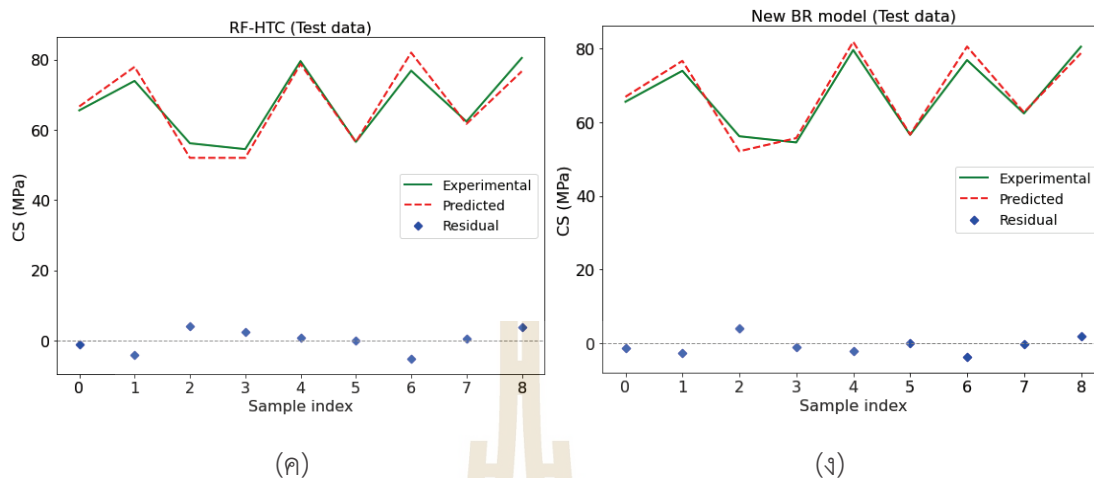 RF-HTC (Test data)
80
60
40
20
0
CS (MPa)
Experimental
Predicted
Residual
0 1 2 3 4 5 6 7 8
Sample index
(ค)
New BR model (Test data)
80
60
40
20
0
CS (MPa)
Experimental
Predicted
Residual
0 1 2 3 4 5 6 7 8
Sample index
(ง)